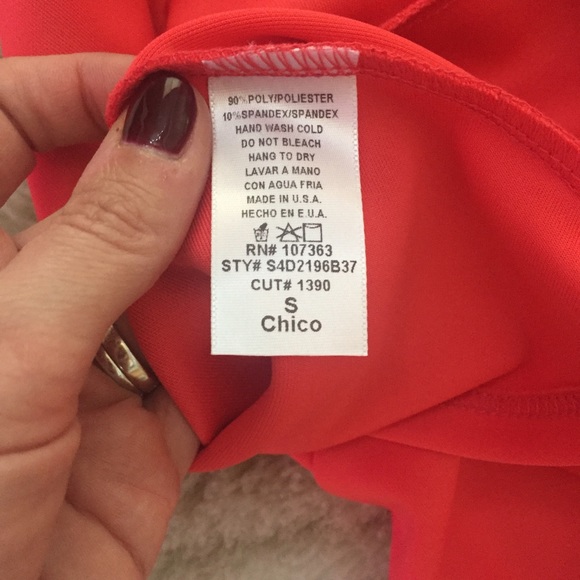 90% POLY/POLIESTER
10%SPANDEX/SPANDEX
HAND WASH COLD
DO NOT BLEACH
HANG TO DRY
LAVAR A MANO
CON AGUA FRIA
MADE IN U.S.A.
HECHO EN E.U.A.
RN# 107363
STY# S4D2196B37
CUT# 1390
S
Chico